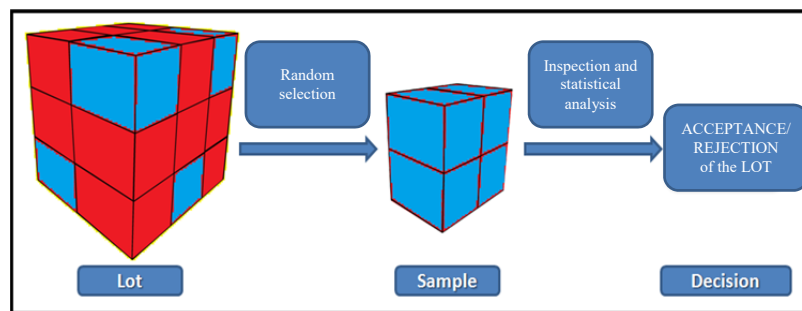 Random
selection
Inspection and
statistical
analysis
ACCEPTANCE/
REJECTION
of the LOT
Lot
Sample
Decision